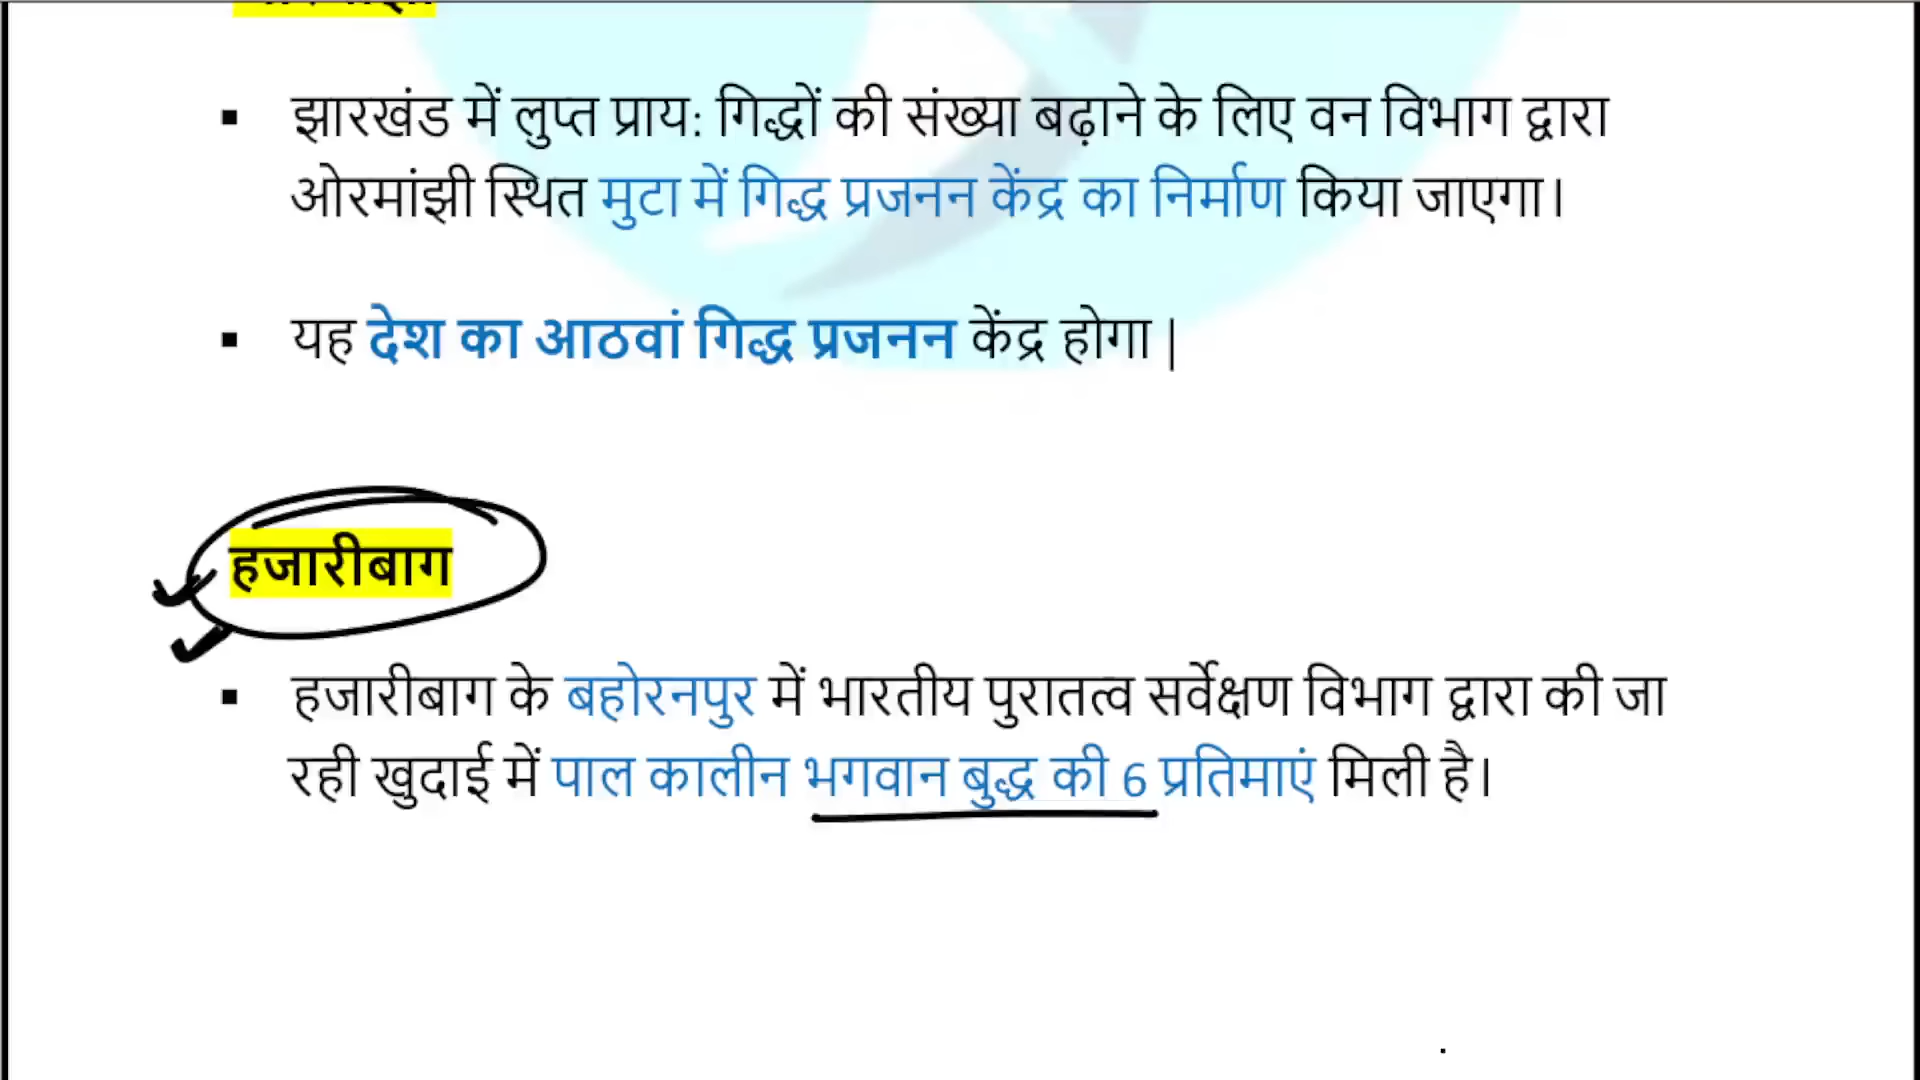 ▪ झारखंड में लुप्त प्राय: गिद्धों की संख्या बढ़ाने के लिए वन विभाग द्वारा
ओरमांझी स्थित मुटा में गिद्ध प्रजनन केंद्र का निर्माण किया जाएगा।
▪ यह देश का आठवां गिद्ध प्रजनन केंद्र होगा |
हजारीबाग
▪ हजारीबाग के बहोरनपुर में भारतीय पुरातत्व सर्वेक्षण विभाग द्वारा की जा
रही खुदाई में पाल कालीन भगवान बुद्ध की 6 प्रतिमाएं मिली है।